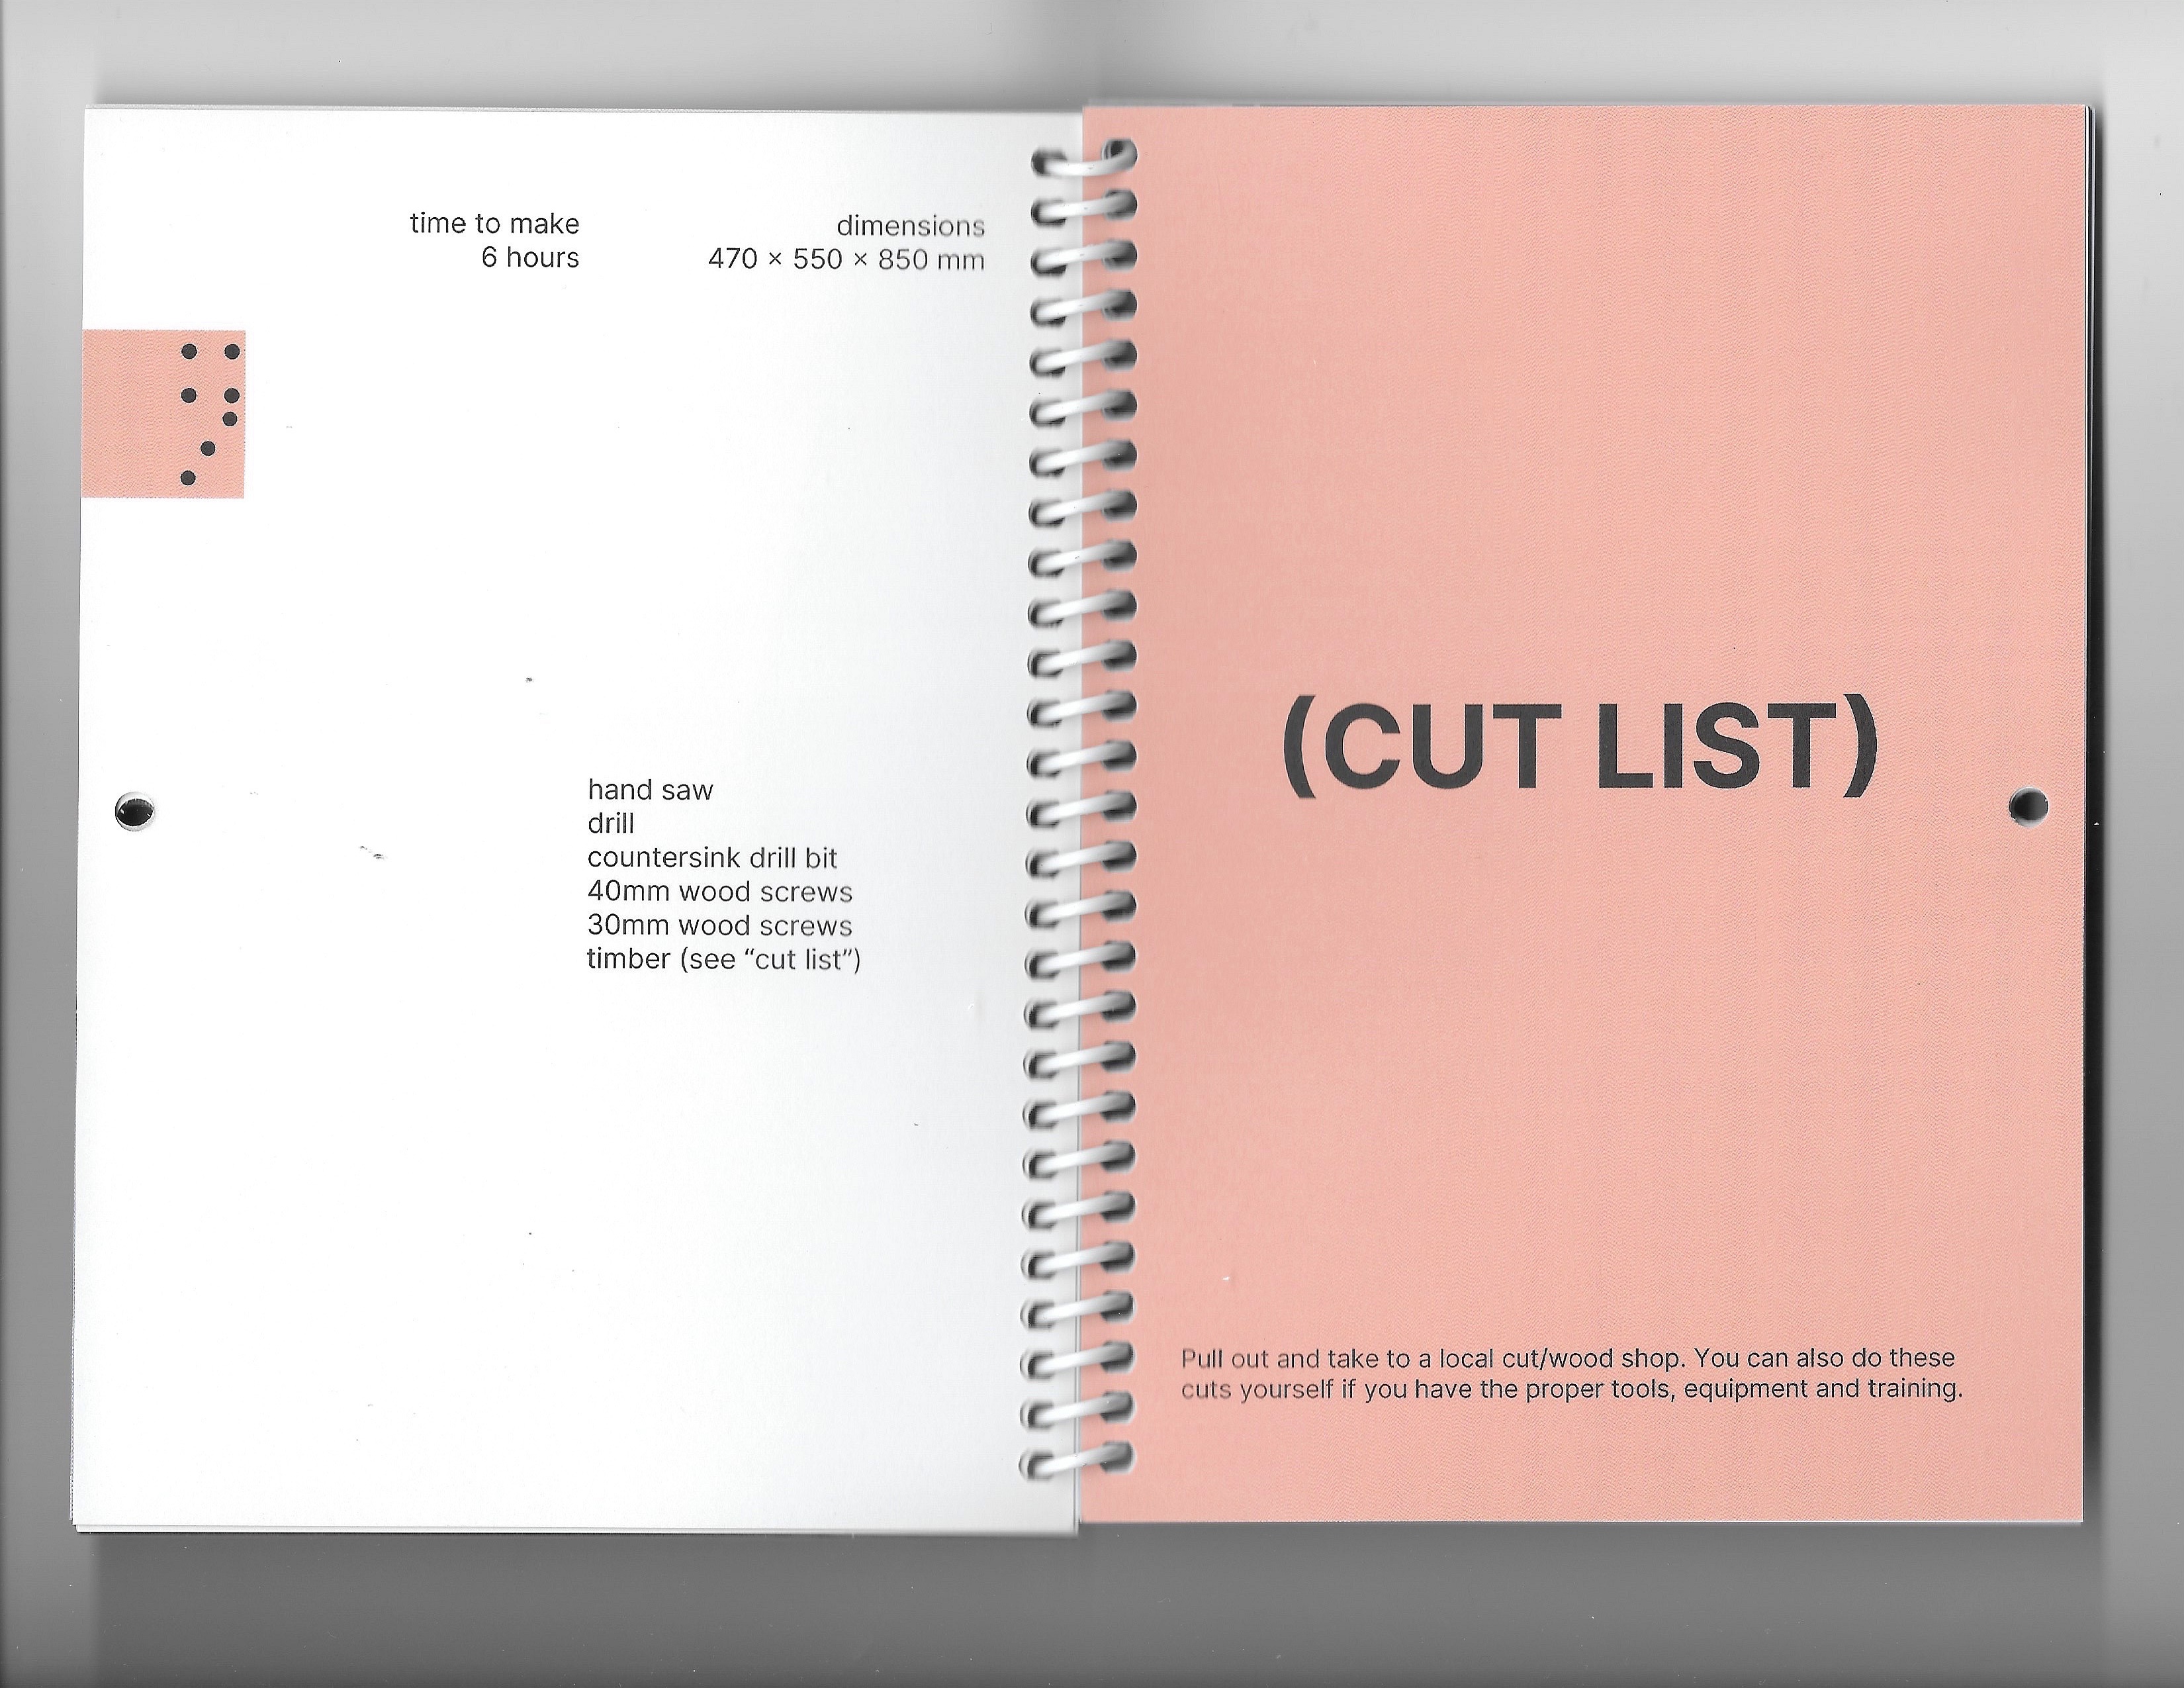 time to make
6 hours
dimensions
470 × 550 × 850 mm
hand saw
drill
countersink drill bit
40mm wood screws
30mm wood screws
timber (see “cut list”)
(CUT LIST)
Pull out and take to a local cut/wood shop. You can also do these
cuts yourself if you have the proper tools, equipment and training.